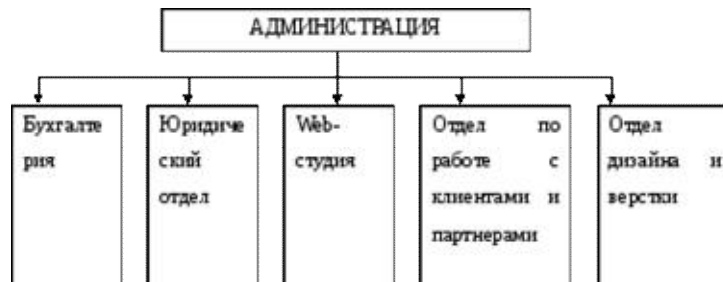 АДМИНИСТРАЦИЯ
Бухгалте
рия
Юридиче
ский
отдел
Web-
студия
Отдел по
работе с
клиентами и
партнерами
Отдел
дизайна и
верстки